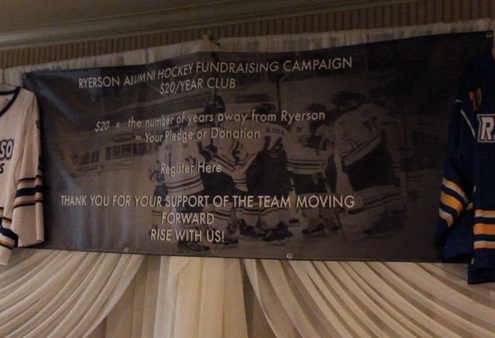 RYERSON ALUMNI HOCKEY FUNDRAISING CAMPAIGN
$20/YEAR CLUB
$20 x the number of years away from Ryerson
= Your Pledge or Donation
Register Here
THANK YOU FOR YOUR SUPPORT OF THE TEAM MOVING
FORWARD
RISE WITH US!